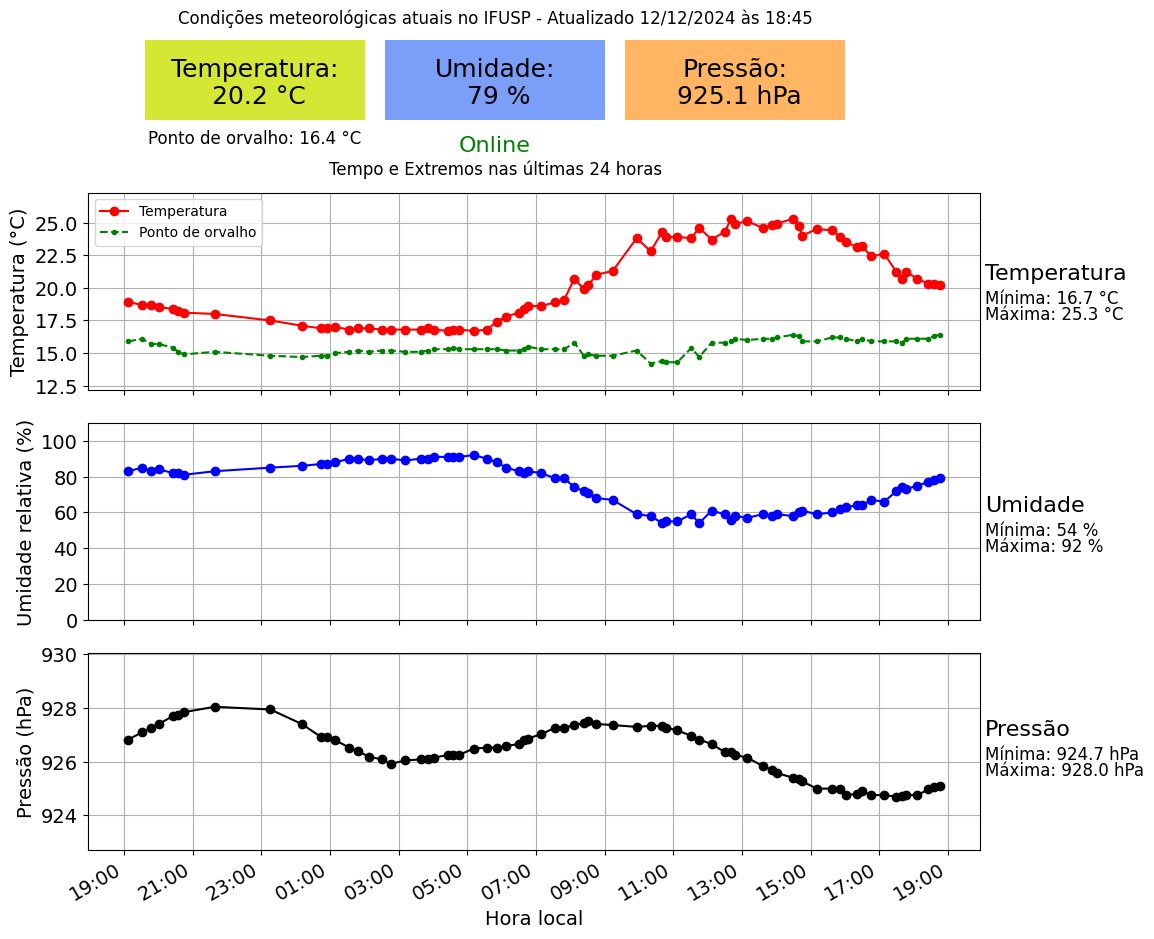 Condições meteorológicas atuais no IFUSP - Atualizado 12/12/2024 às 18:45
Temperatura:
20.2 °C
Umidade:
79 %
Pressão:
925.1 hPa
Ponto de orvalho: 16.4 °C
Online
Tempo e Extremos nas últimas 24 horas
Temperatura (°C)
25.0
22.5
20.0
17.5
15.0
12.5
Temperatura
Ponto de orvalho
Temperatura
Mínima: 16.7 °C
Máxima: 25.3 °C
Umidade relativa (%)
100
80
60
40
20
0
Umidade
Mínima: 54 %
Máxima: 92 %
Pressão (hPa)
930
928
926
924
Pressão
Mínima: 924.7 hPa
Máxima: 928.0 hPa
19:00
21:00
23:00
01:00
03:00
05:00
07:00
09:00
11:00
13:00
15:00
17:00
19:00
Hora local